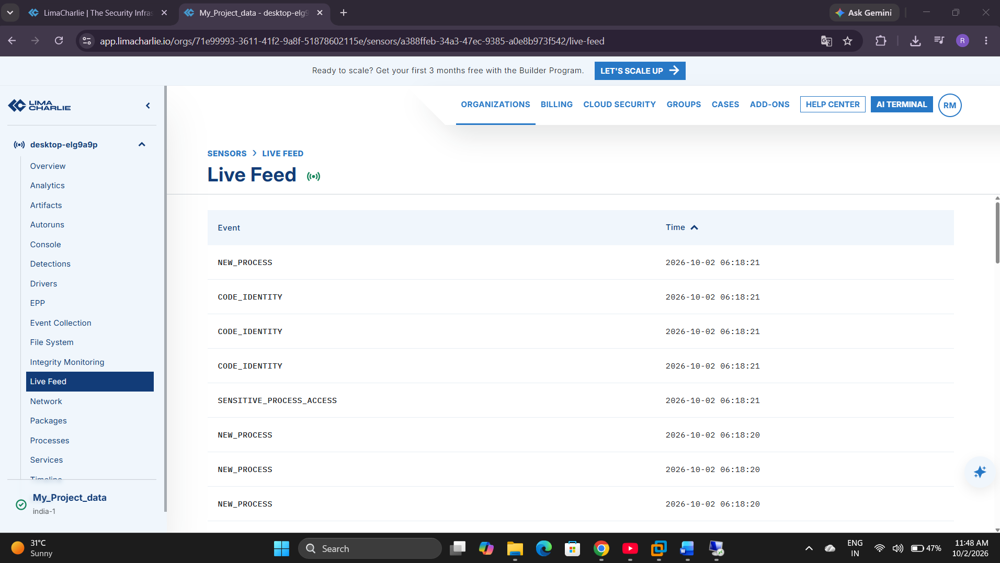 LimaCharlie | The Security Infras
My_Project_data - desktop-elg9
Ask Gemini
app.limacharlie.io/orgs/71e99993-3611-41f2-9a8f-51878602115e/sensors/a388ffeb-34a3-47ec-9385-a0e8b973f542/live-feed
R
Ready to scale? Get your first 3 months free with the Builder Program.
LET'S SCALE UP
LIMA
CHARLIE
ORGANIZATIONS
BILLING
CLOUD SECURITY
GROUPS
CASES
ADD-ONS
HELP CENTER
AI TERMINAL
RM
desktop-elg9a9p
Overview
Analytics
Artifacts
Autoruns
Console
Detections
Drivers
EPP
Event Collection
File System
Integrity Monitoring
Live Feed
Network
Packages
Processes
Services
Timeline
My_Project_data
india-1
SENSORS > LIVE FEED
Live Feed
Event Time
NEW_PROCESS 2026-10-02 06:18:21
CODE_IDENTITY 2026-10-02 06:18:21
CODE_IDENTITY 2026-10-02 06:18:21
CODE_IDENTITY 2026-10-02 06:18:21
SENSITIVE_PROCESS_ACCESS 2026-10-02 06:18:21
NEW_PROCESS 2026-10-02 06:18:20
NEW_PROCESS 2026-10-02 06:18:20
NEW_PROCESS 2026-10-02 06:18:20
31°C
Sunny
Search
ENG
IN
47%
11:48 AM
10/2/2026